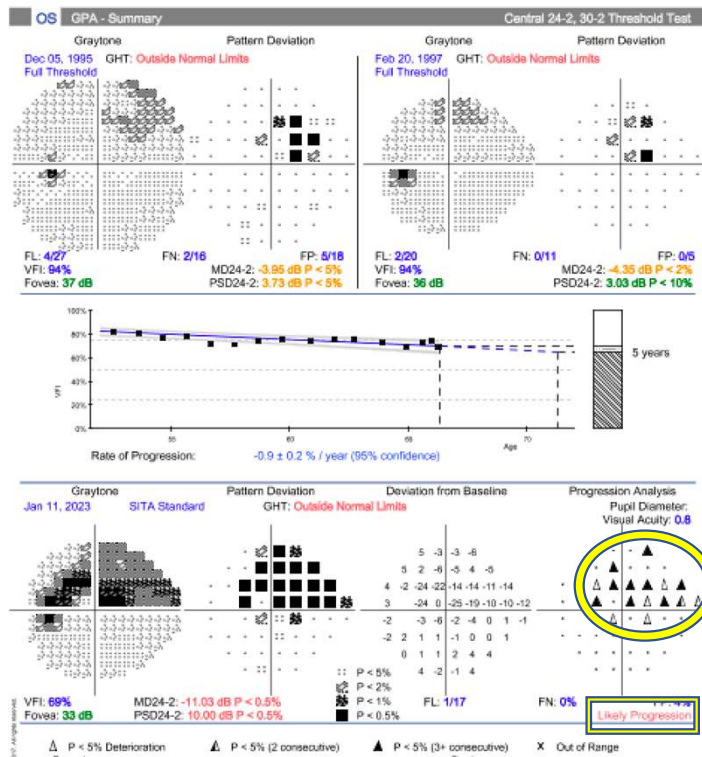 OS GPA - Summary Central 24-2, 30-2 Threshold Test
Graytone Pattern Deviation Graytone Pattern Deviation
Dec 05, 1995 GHT: Outside Normal Limits Feb 20, 1997 GHT: Outside Normal Limits
Full Threshold Full Threshold
FL: 4/27 FN: 2/16 FP: 5/18 FL: 2/20 FN: 0/11 FP: 0/5
VFI: 94% MD24-2: -3.95 dB P < 5% VFI: 94% MD24-2: -4.35 dB P < 2%
Fovea: 37 dB PSD24-2: 3.73 dB P < 5% Fovea: 36 dB PSD24-2: 3.03 dB P < 10%
100%
80%
60%
40%
20%
0%
VFI
5 years
55 60 65 70
Age
Rate of Progression: -0.9 ± 0.2 % / year (95% confidence)
Graytone Pattern Deviation Deviation from Baseline Progression Analysis
Jan 11, 2023 SITA Standard GHT: Outside Normal Limits Pupil Diameter:
Visual Acuity: 0.8
5 -3 -3 -6
5 2 -6 -5 4 -5
4 -2 -24 -22 -14 -14 -11 -14
3 -24 0 -25 -19 -10 -10 -12
-2 -3 -6 -2 -4 0 1 -1
-2 2 1 1 -1 0 0 1
0 1 1 2 4 4
4 -2 -1 4
P < 5%
P < 2%
P < 1%
P < 0.5%
VFI: 69% MD24-2: -11.03 dB P < 0.5% FL: 1/17 FN: 0% FP: 4%
Fovea: 33 dB PSD24-2: 10.00 dB P < 0.5% Likely Progression
P < 5% Deterioration P < 5% (2 consecutive) P < 5% (3+ consecutive) X Out of Range